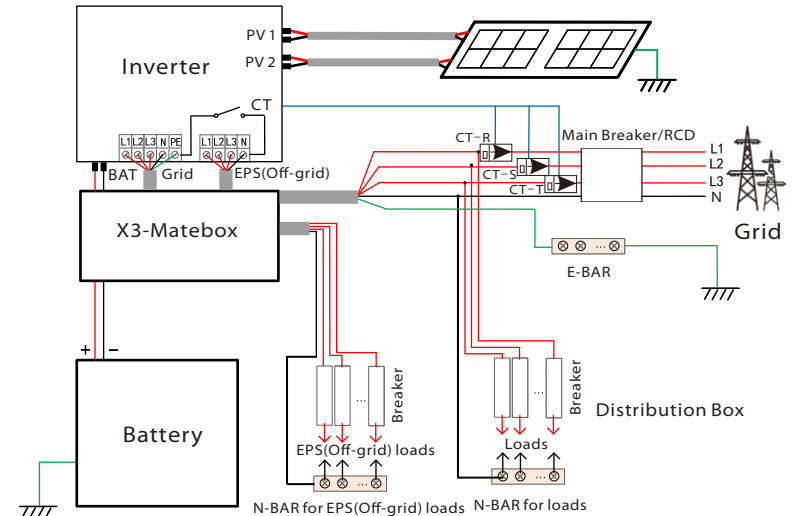 PV 1
PV 2
Inverter
CT
L1 L2 L3 N PE
L1 L2 L3 N
BAT
Grid
EPS(Off-grid)
CT-R
CT-S
CT-T
Main Breaker/RCD
L1
L2
L3
N
Grid
X3-Matebox
E-BAR
+ −
Battery
...
Breaker
EPS(Off-grid) loads
N-BAR for EPS(Off-grid) loads
...
Breaker
Loads
N-BAR for loads
Distribution Box